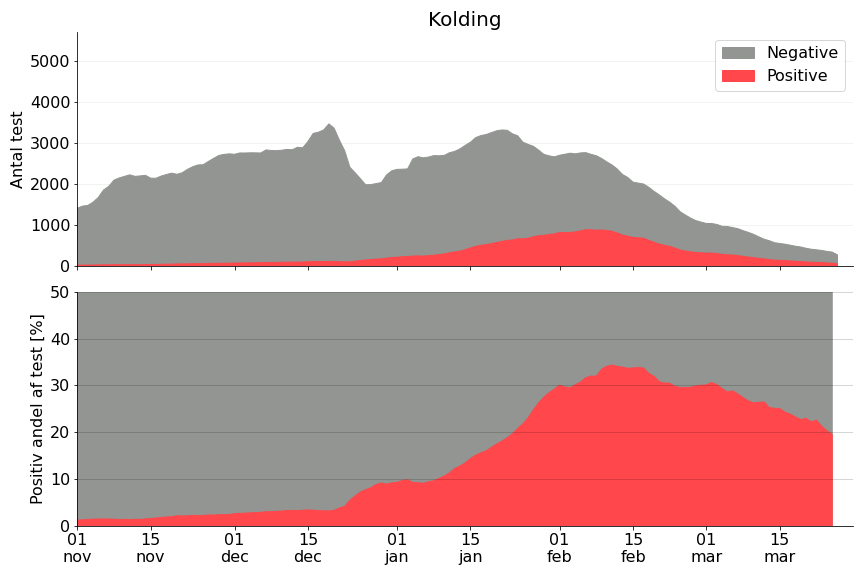 Kolding
Antal test
5000
4000
3000
2000
1000
0
Negative
Positive
Positiv andel af test [%]
50
40
30
20
10
0
01 15 01 15 01 15 01 15 01 15
nov nov dec dec jan jan feb feb mar mar